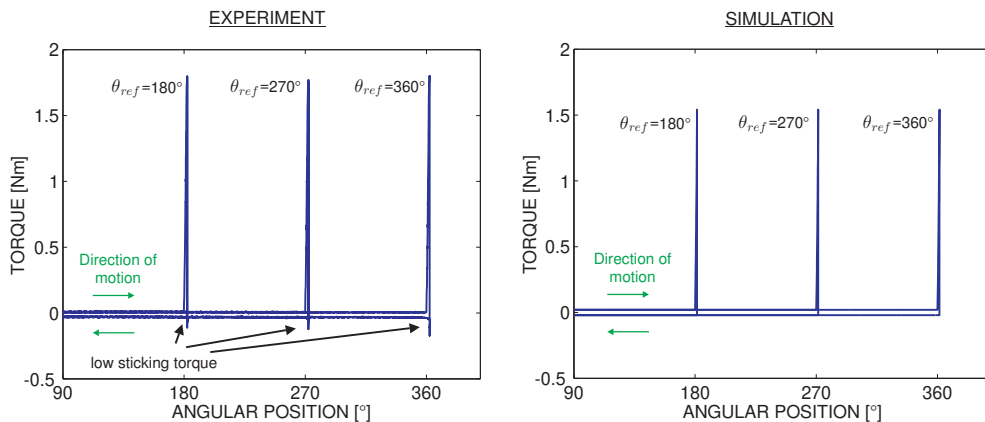 EXPERIMENT
2
1.5
1
0.5
0
-0.5
90
180
270
360
TORQUE [Nm]
ANGULAR POSITION [°]
θref=180°
θref=270°
θref=360°
Direction of
motion
low sticking torque
SIMULATION
2
1.5
1
0.5
0
-0.5
90
180
270
360
TORQUE [Nm]
ANGULAR POSITION [°]
θref=180°
θref=270°
θref=360°
Direction of
motion